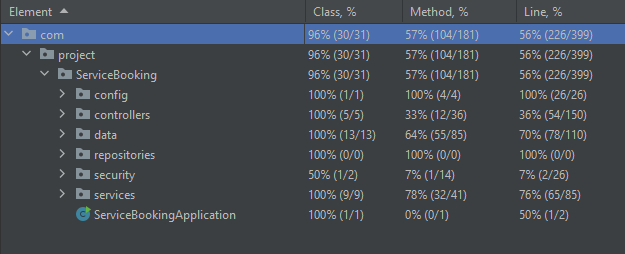 Element Class, % Method, % Line, %
com 96% (30/31) 57% (104/181) 56% (226/399)
project 96% (30/31) 57% (104/181) 56% (226/399)
ServiceBooking 96% (30/31) 57% (104/181) 56% (226/399)
config 100% (1/1) 100% (4/4) 100% (26/26)
controllers 100% (5/5) 33% (12/36) 36% (54/150)
data 100% (13/13) 64% (55/85) 70% (78/110)
repositories 100% (0/0) 100% (0/0) 100% (0/0)
security 50% (1/2) 7% (1/14) 7% (2/26)
services 100% (9/9) 78% (32/41) 76% (65/85)
ServiceBookingApplication 100% (1/1) 0% (0/1) 50% (1/2)